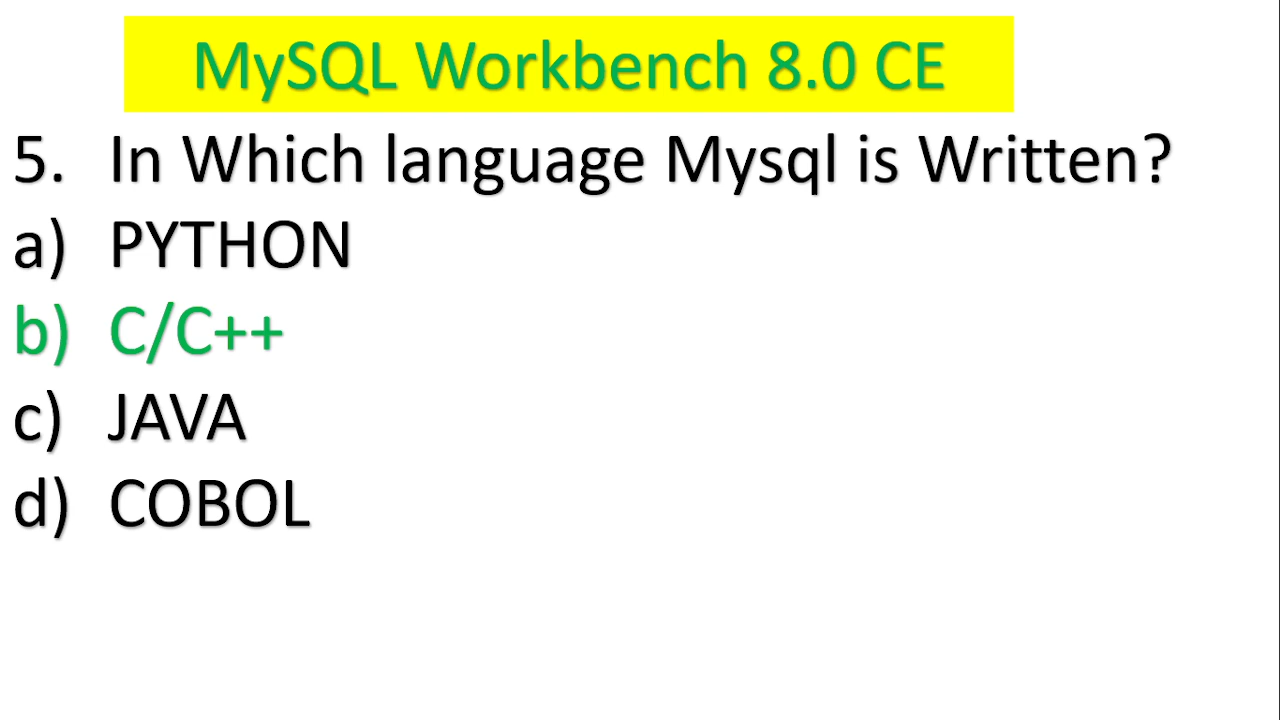 MySQL Workbench 8.0 CE
5. In Which language Mysql is Written?
a) PYTHON
b) C/C++
c) JAVA
d) COBOL